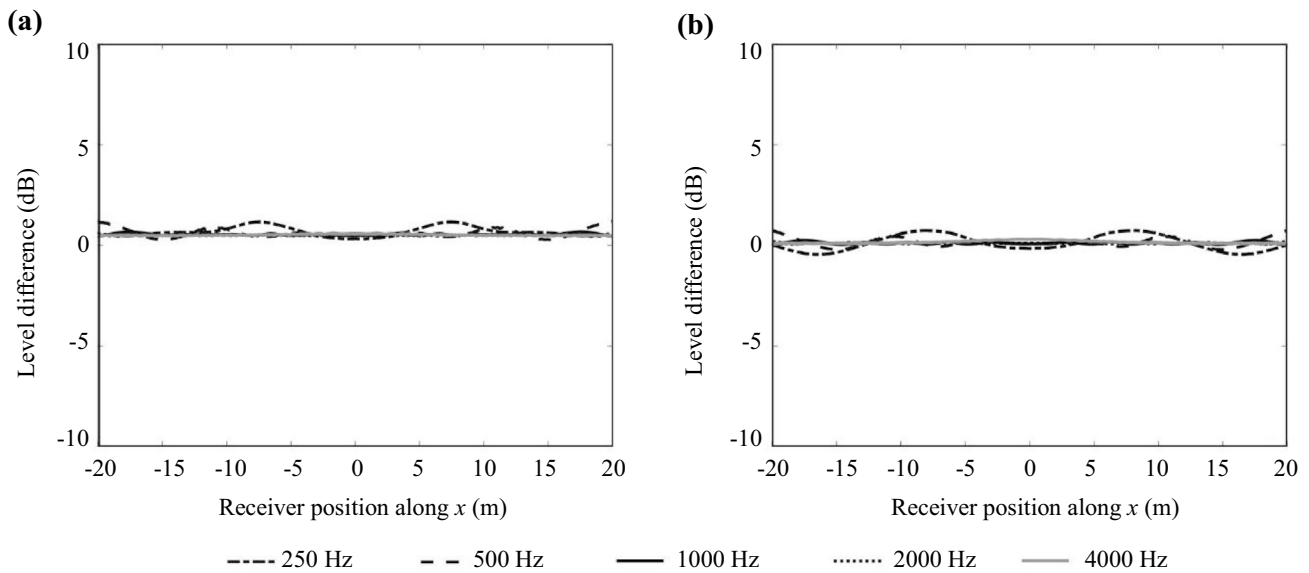 (a)
10
5
0
-5
-10
Level difference (dB)
-20 -15 -10 -5 0 5 10 15 20
Receiver position along x (m)
(b)
10
5
0
-5
-10
Level difference (dB)
-20 -15 -10 -5 0 5 10 15 20
Receiver position along x (m)
250 Hz 500 Hz 1000 Hz 2000 Hz 4000 Hz